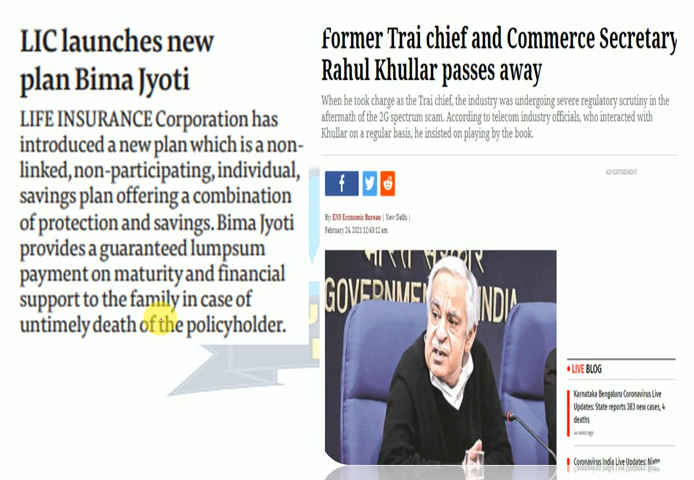 LIC launches new
plan Bima Jyoti
LIFE INSURANCE Corporation has
introduced a new plan which is a non-
linked, non-participating, individual,
savings plan offering a combination
of protection and savings. Bima Jyoti
provides a guaranteed lumpsum
payment on maturity and financial
support to the family in case of
untimely death of the policyholder.
Former Trai chief and Commerce Secretary
Rahul Khullar passes away
When he took charge as the Trai chief, the industry was undergoing severe regulatory scrutiny in the
aftermath of the 2G spectrum scam. According to telecom industry officials, who interacted with
Khullar on a regular basis, he insisted on playing by the book.
ADVERTISEMENT
By: ENS Economic Bureau | New Delhi |
February 24, 2021 12:43:12 am
भारत सरकार
GOVERNMENT INDIA
LIVE BLOG
Karnataka Bengaluru Coronavirus Live
Updates: State reports 383 new cases, 4
deaths
44 mins ago
Coronavirus India Live Updates: Night